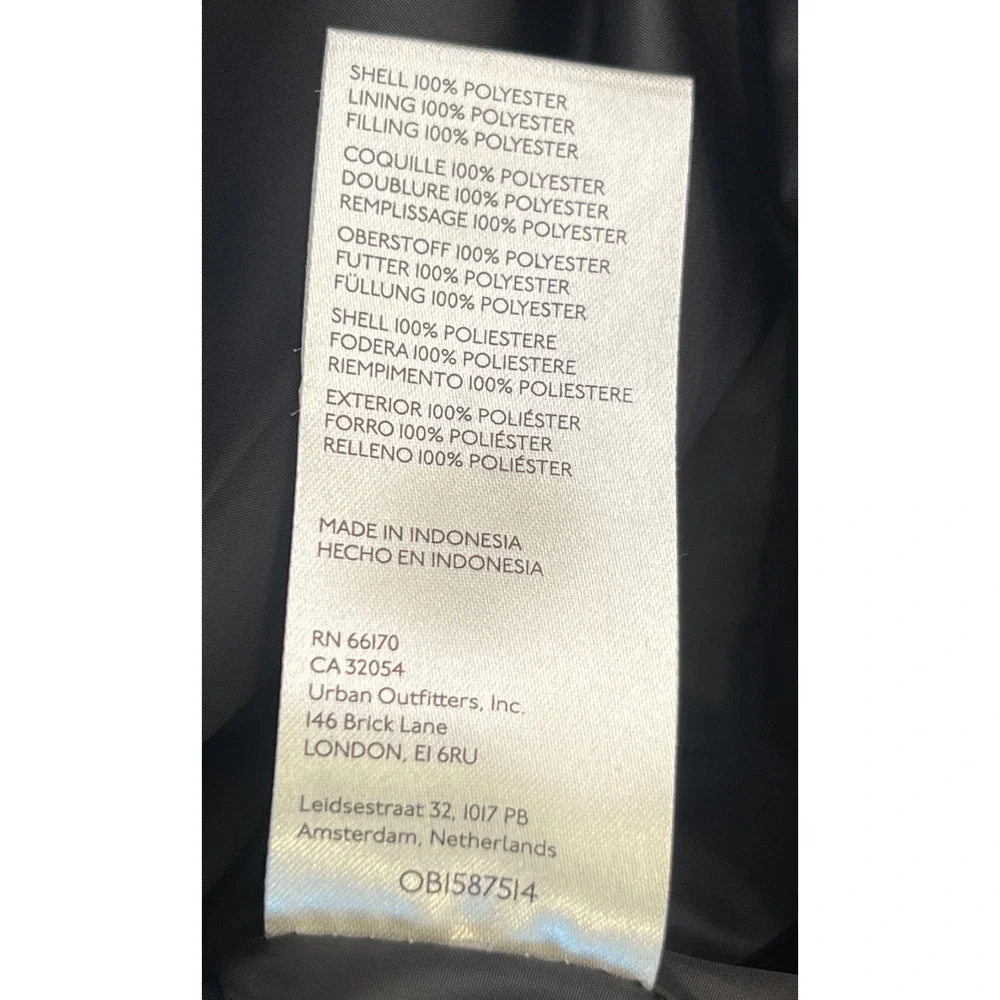 SHELL 100% POLYESTER
LINING 100% POLYESTER
FILLING 100% POLYESTER
COQUILLE 100% POLYESTER
DOUBLURE 100% POLYESTER
REMPLISSAGE 100% POLYESTER
OBERSTOFF 100% POLYESTER
FUTTER 100% POLYESTER
FÜLLUNG 100% POLYESTER
SHELL 100% POLIESTERE
FODERA 100% POLIESTERE
RIEMPIMENTO 100% POLIESTERE
EXTERIOR 100% POLIÉSTER
FORRO 100% POLIÉSTER
RELLENO 100% POLIÉSTER
MADE IN INDONESIA
HECHO EN INDONESIA
RN 66170
CA 32054
Urban Outfitters, Inc.
146 Brick Lane
LONDON, E1 6RU
Leidsestraat 32, 1017 PB
Amsterdam, Netherlands
OB1587514